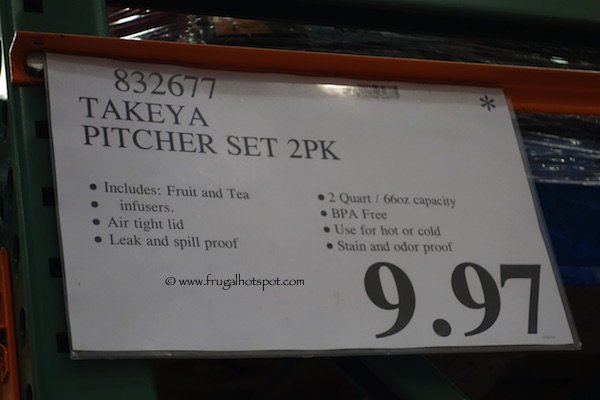 832677
*
TAKEYA
PITCHER SET 2PK
• Includes: Fruit and Tea
• infusers.
• Air tight lid
• Leak and spill proof
• 2 Quart / 66oz capacity
• BPA Free
• Use for hot or cold
• Stain and odor proof
© www.frugalhotspot.com
9.97